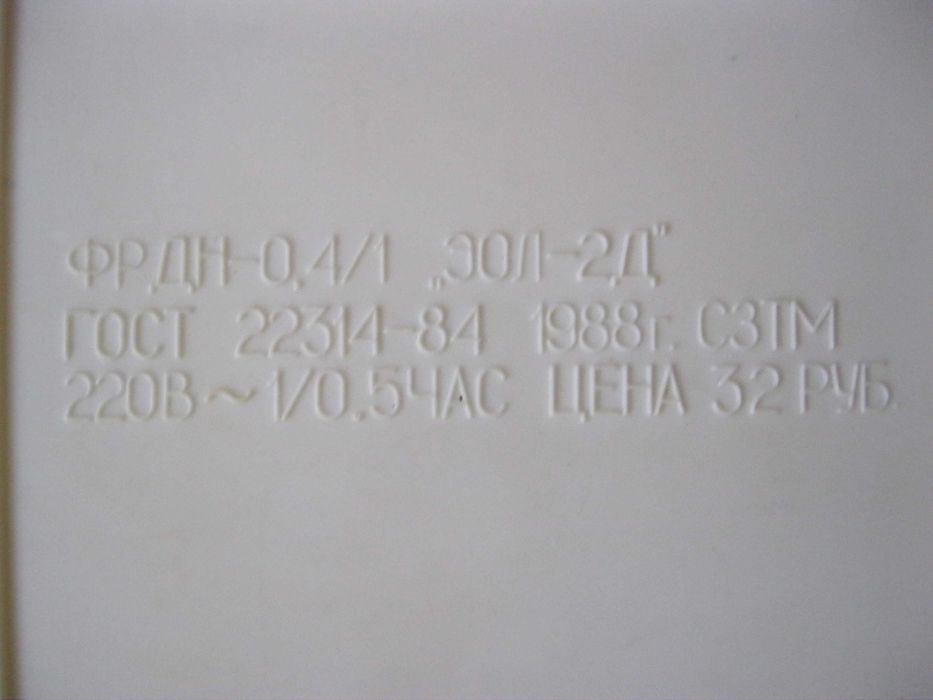 ФРДН-0,4/1 „ЭОЛ-2Д"
ГОСТ 22314-84 1988г. СЗТМ
220В ~ 1/0,5ЧАС ЦЕНА 32 РУБ.